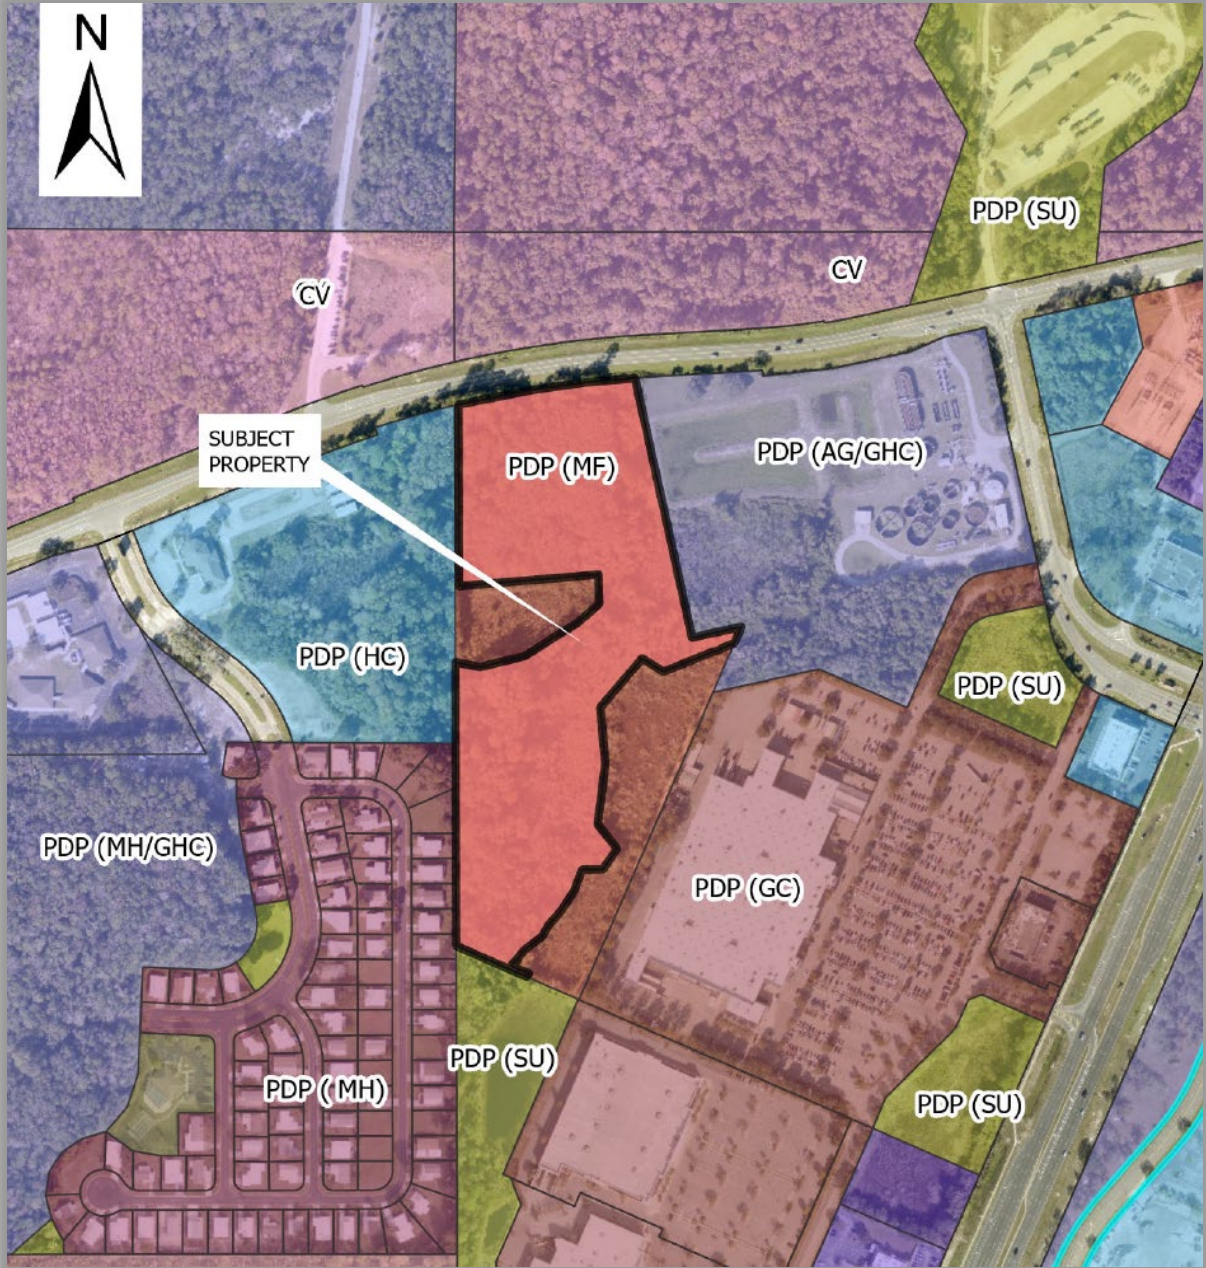 N
PDP (SU)
CV
CV
SUBJECT
PROPERTY
PDP (MF)
PDP (AG/GHC)
PDP (HC)
PDP (SU)
PDP (MH/GHC)
PDP (GC)
PDP (SU)
PDP ( MH)
PDP (SU)